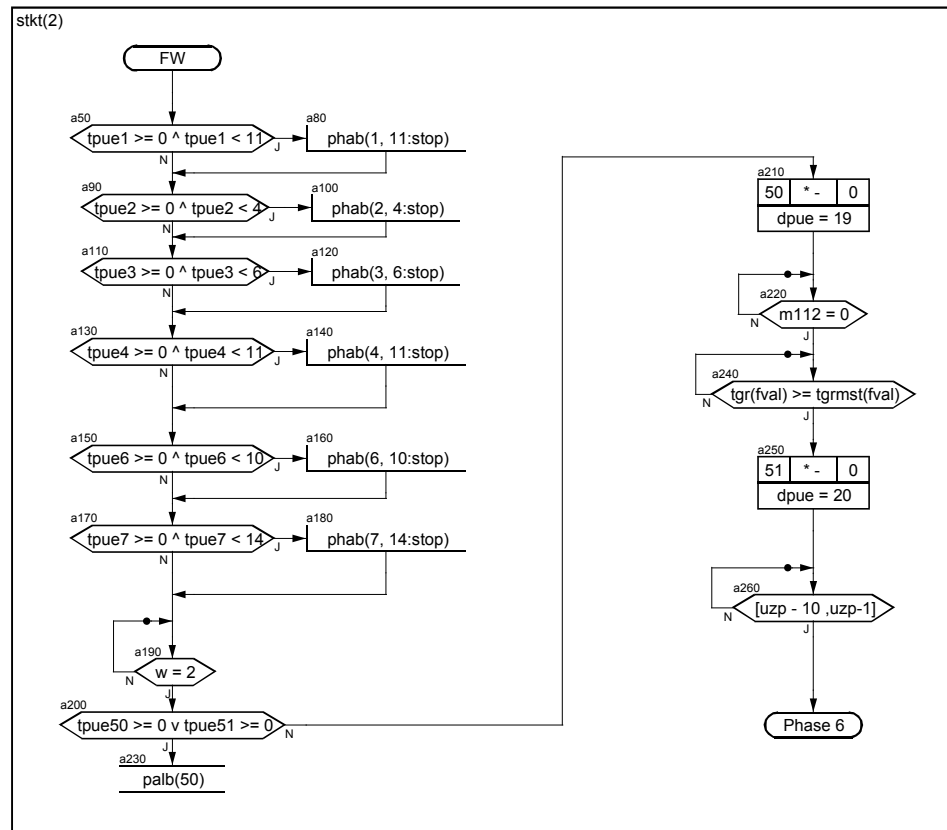 stkt(2)
FW
a50
tpue1 >= 0 ^ tpue1 < 11
J
N
a80
phab(1, 11:stop)
a90
tpue2 >= 0 ^ tpue2 < 4
J
N
a100
phab(2, 4:stop)
a110
tpue3 >= 0 ^ tpue3 < 6
J
N
a120
phab(3, 6:stop)
a130
tpue4 >= 0 ^ tpue4 < 11
J
N
a140
phab(4, 11:stop)
a150
tpue6 >= 0 ^ tpue6 < 10
J
N
a160
phab(6, 10:stop)
a170
tpue7 >= 0 ^ tpue7 < 14
J
N
a180
phab(7, 14:stop)
a190
w = 2
N
J
a200
tpue50 >= 0 v tpue51 >= 0
N
J
a230
palb(50)
a210
50 * - 0
dpue = 19
a220
m112 = 0
N
J
a240
tgr(fval) >= tgrmst(fval)
N
J
a250
51 * - 0
dpue = 20
a260
[uzp - 10 ,uzp-1]
N
J
Phase 6